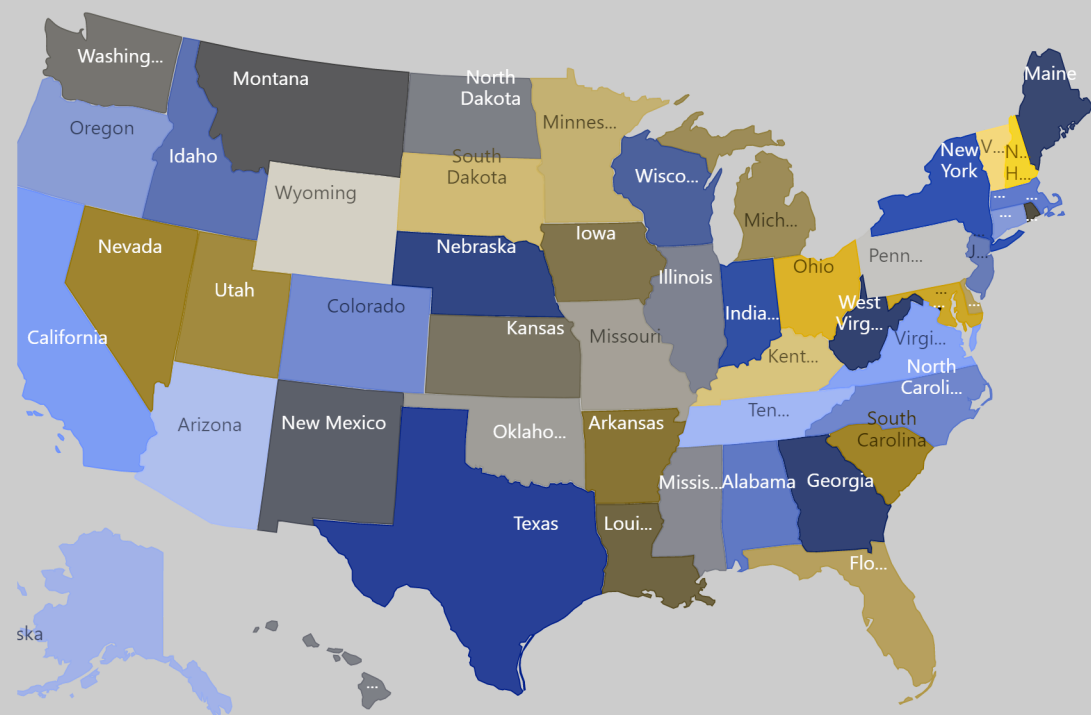 Washing...
Montana
North
Dakota
Minnes...
Maine
Oregon
Idaho
Wyoming
South
Dakota
Wisco...
New
York
V...
N...
H...
...
...
Mich...
Nevada
Nebraska
Iowa
Illinois
Ohio
Penn...
...
...
J...
Utah
Colorado
Kansas
Missouri
India...
West
Virg...
...
...
...
California
Kent...
Virgi...
North
Caroli...
Arizona
New Mexico
Oklaho...
Arkansas
Ten...
South
Carolina
Texas
Loui...
Missis...
Alabama
Georgia
Flo...
ska
...